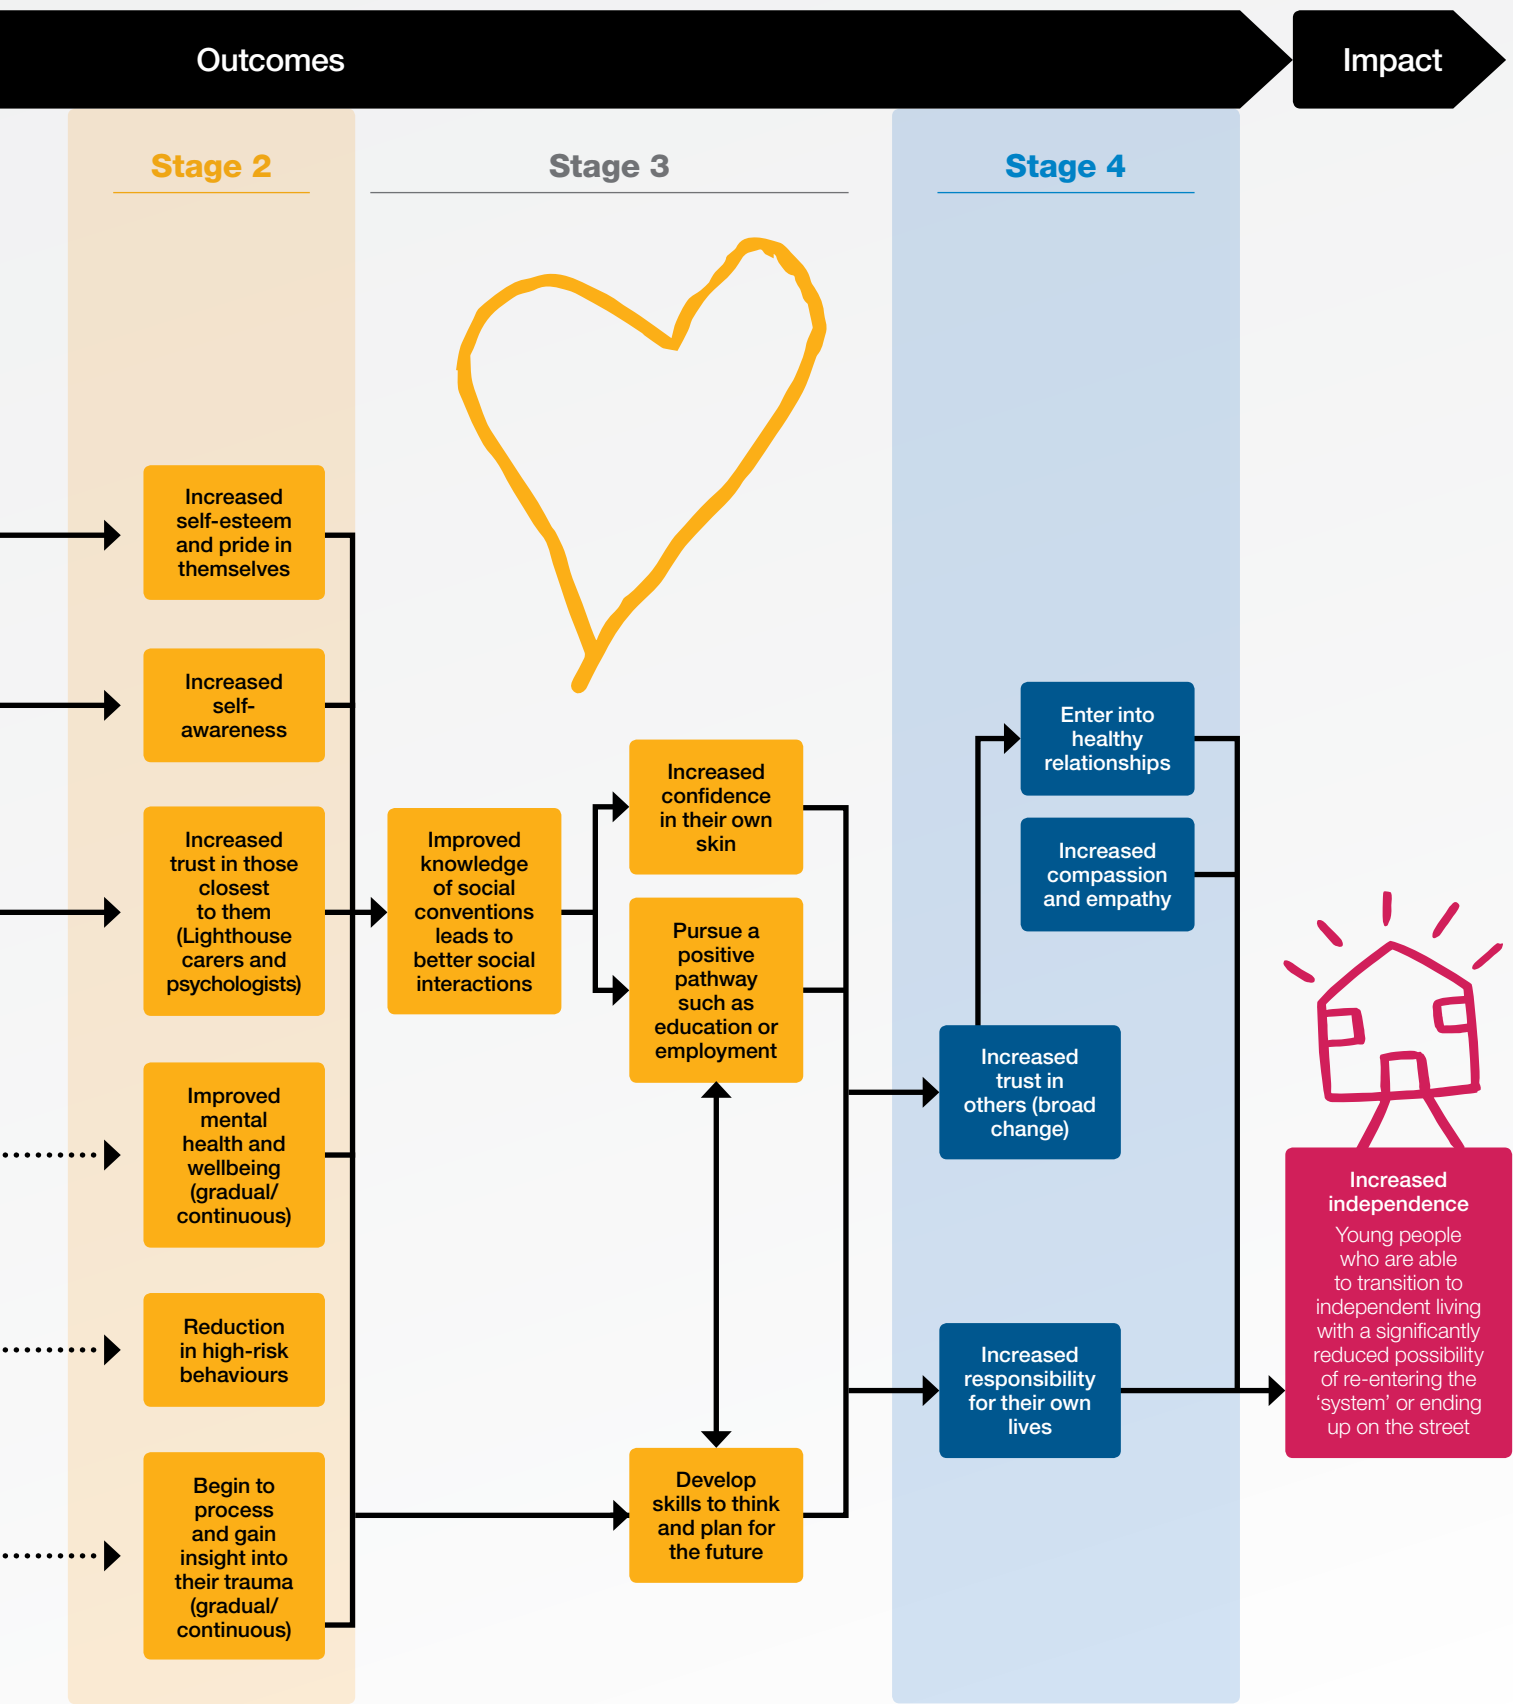 Outcomes
Impact
Stage 2
Stage 3
Stage 4
Increased
self-esteem
and pride in
themselves
Increased
self-
awareness
Increased
trust in those
closest
to them
(Lighthouse
carers and
psychologists)
Improved
mental
health and
wellbeing
(gradual/
continuous)
Reduction
in high-risk
behaviours
Begin to
process
and gain
insight into
their trauma
(gradual/
continuous)
Improved
knowledge
of social
conventions
leads to
better social
interactions
Increased
confidence
in their own
skin
Pursue a
positive
pathway
such as
education or
employment
Develop
skills to think
and plan for
the future
Enter into
healthy
relationships
Increased
compassion
and empathy
Increased
trust in
others (broad
change)
Increased
responsibility
for their own
lives
Increased
independence
Young people
who are able
to transition to
independent living
with a significantly
reduced possibility
of re-entering the
‘system’ or ending
up on the street